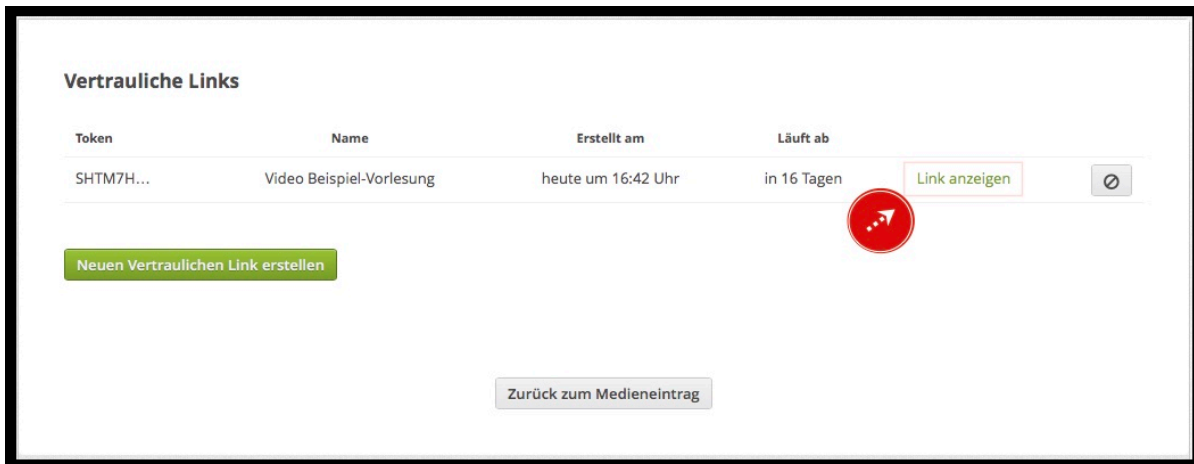 Vertrauliche Links
Token Name Erstellt am Läuft ab
SHTM7H... Video Beispiel-Vorlesung heute um 16:42 Uhr in 16 Tagen Link anzeigen
Neuen Vertraulichen Link erstellen
Zurück zum Medieneintrag